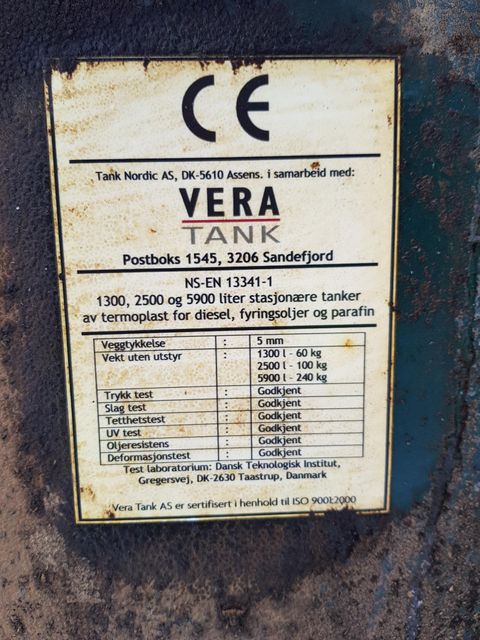 CE
Tank Nordic AS, DK-5610 Assens. i samarbeid med:
VERA
TANK
Postboks 1545, 3206 Sandefjord
NS-EN 13341-1
1300, 2500 og 5900 liter stasjonære tanker
av termoplast for diesel, fyringsoljer og parafin
Veggtykkelse : 5 mm
Vekt uten utstyr : 1300 l - 60 kg
2500 l - 100 kg
5900 l - 240 kg
Trykk test : Godkjent
Slag test : Godkjent
Tetthetstest : Godkjent
UV test : Godkjent
Oljeresistens : Godkjent
Deformasjonstest : Godkjent
Test laboratorium: Dansk Teknologisk Institut,
Gregersvej, DK-2630 Taastrup, Danmark
Vera Tank AS er sertifisert i henhold til ISO 9001:2000